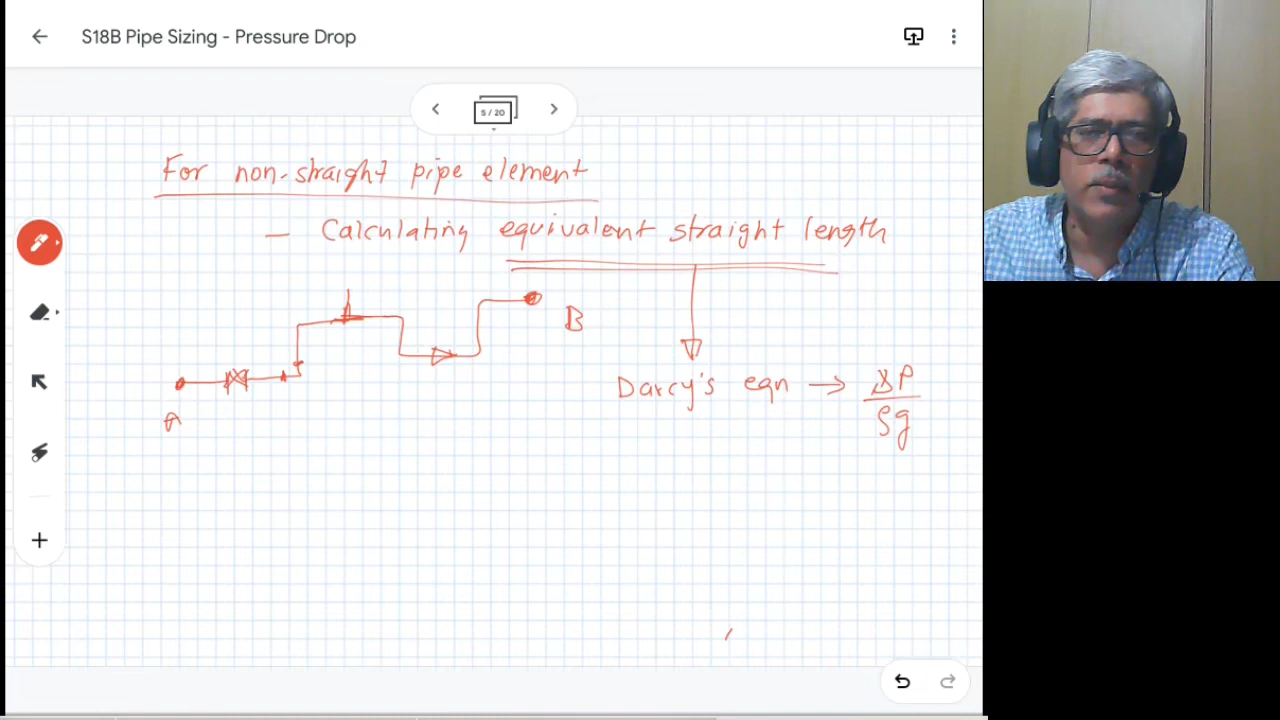 S18B Pipe Sizing - Pressure Drop
5 / 20
For non-straight pipe element
- Calculating equivalent straight length
B
A
Darcy's eqn → ΔP
ρg